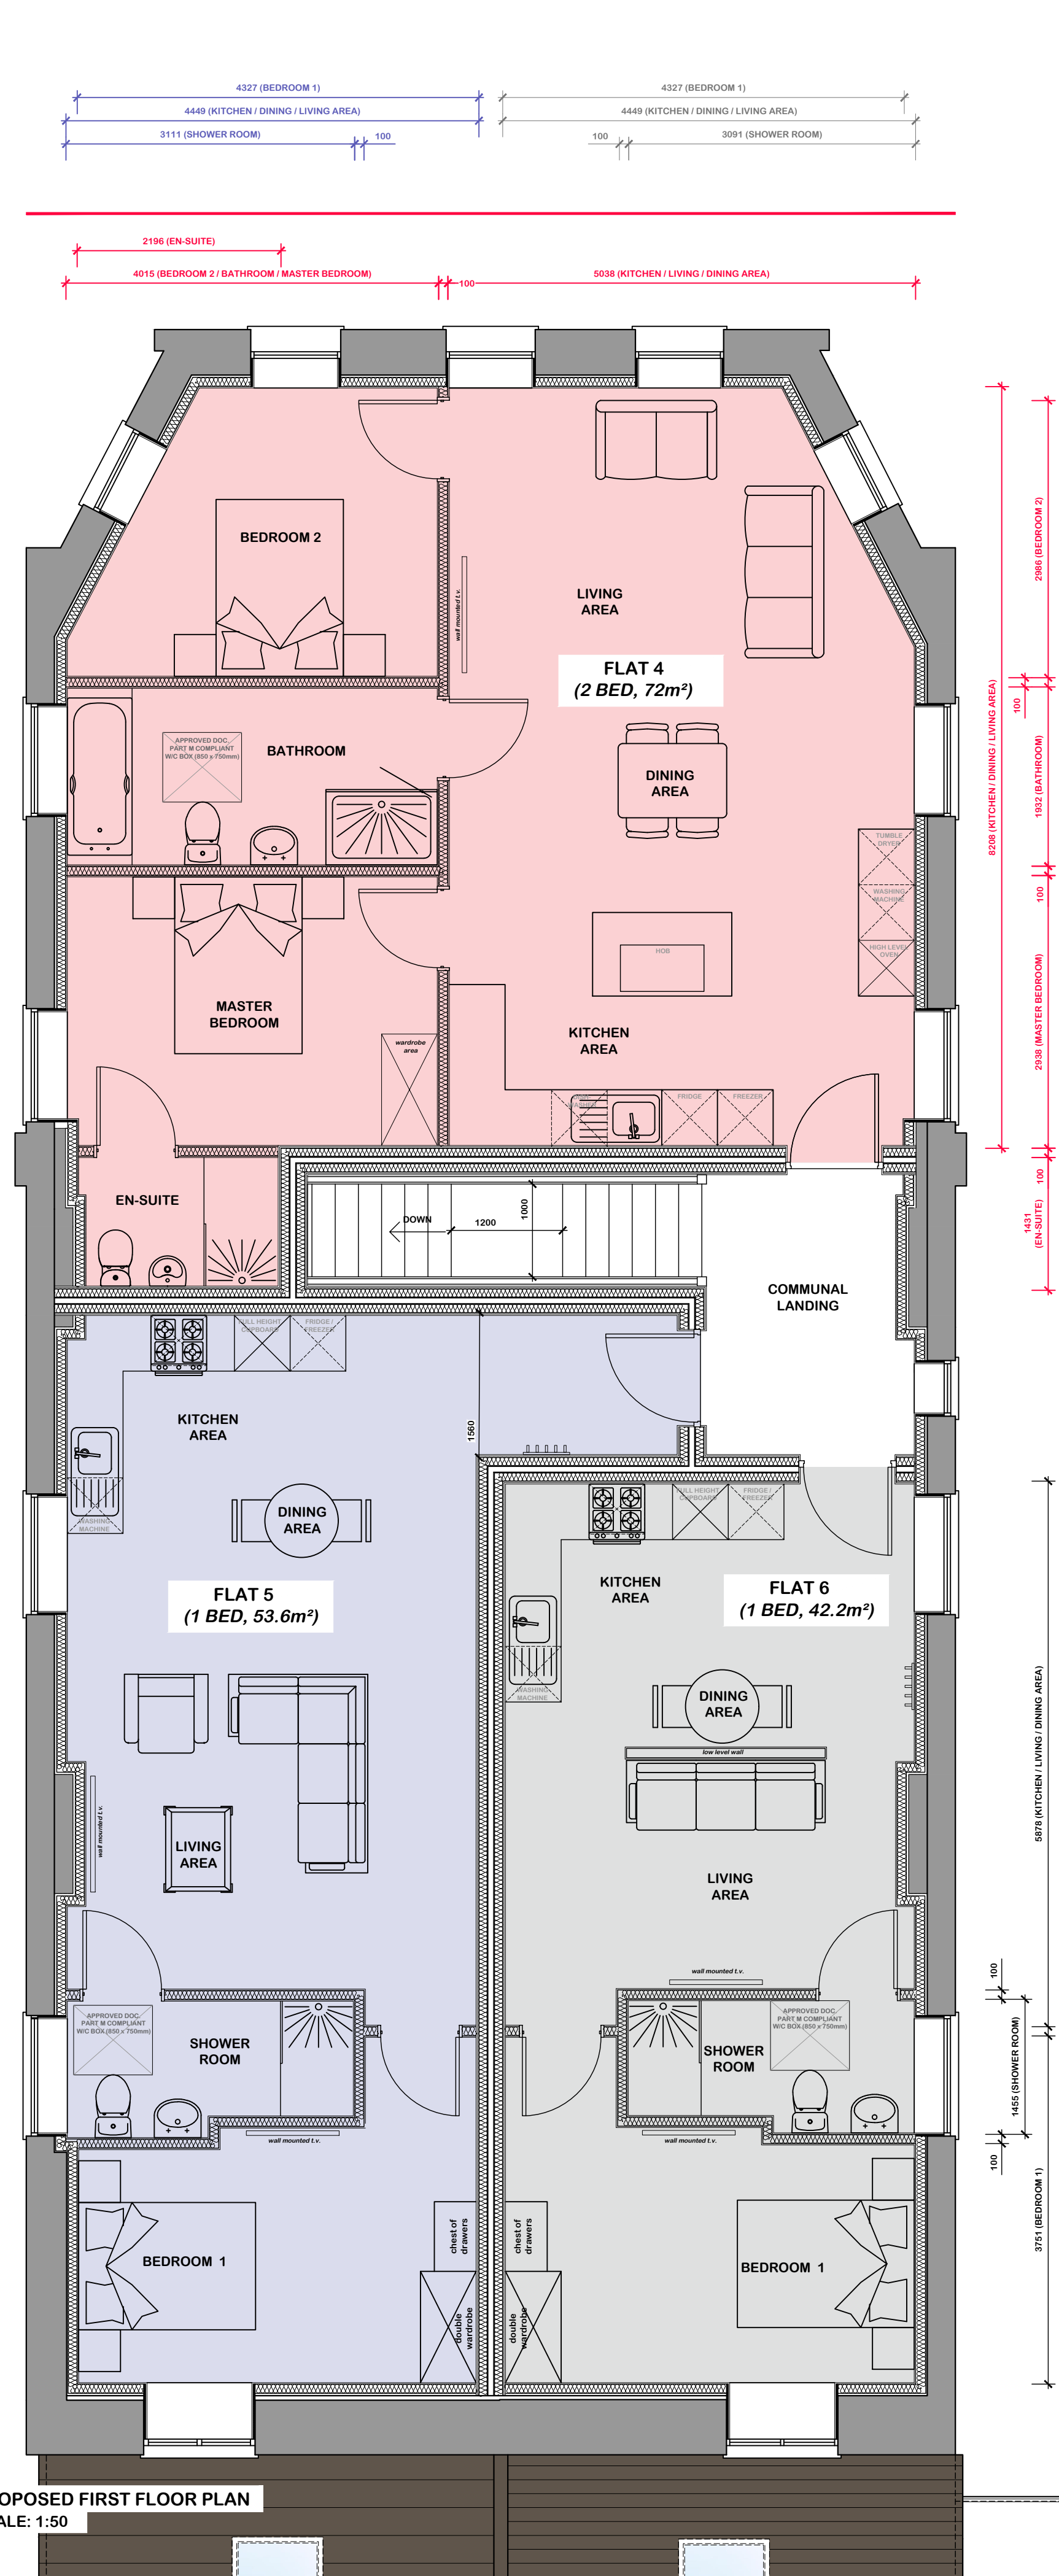 4327 (BEDROOM 1)
4327 (BEDROOM 1)
4449 (KITCHEN / DINING / LIVING AREA)
4449 (KITCHEN / DINING / LIVING AREA)
3111 (SHOWER ROOM)
100
100
3091 (SHOWER ROOM)
2196 (EN-SUITE)
4015 (BEDROOM 2 / BATHROOM / MASTER BEDROOM)
100
5038 (KITCHEN / LIVING / DINING AREA)
BEDROOM 2
2986 (BEDROOM 2)
LIVING
AREA
wall mounted t.v.
FLAT 4
(2 BED, 72m²)
8208 (KITCHEN / DINING / LIVING AREA)
100
APPROVED DOC.
PART M COMPLIANT
W/C BOX (850 x 750mm)
BATHROOM
1932 (BATHROOM)
DINING
AREA
TUMBLE
DRYER
WASHING
MACHINE
HIGH LEVEL
OVEN
100
HOB
MASTER
BEDROOM
wardrobe
area
KITCHEN
AREA
2938 (MASTER BEDROOM)
FRIDGE
FREEZER
EN-SUITE
100
1431
(EN-SUITE)
DOWN
1200
1000
COMMUNAL
LANDING
FULL HEIGHT
CUPBOARD
FRIDGE /
FREEZER
KITCHEN
AREA
1560
WASHING
MACHINE
DINING
AREA
FULL HEIGHT
CUPBOARD
FRIDGE /
FREEZER
FLAT 5
(1 BED, 53.6m²)
KITCHEN
AREA
FLAT 6
(1 BED, 42.2m²)
WASHING
MACHINE
DINING
AREA
low level wall
5878 (KITCHEN / LIVING / DINING AREA)
wall mounted t.v.
LIVING
AREA
LIVING
AREA
wall mounted t.v.
100
APPROVED DOC.
PART M COMPLIANT
W/C BOX (850 x 750mm)
SHOWER
ROOM
APPROVED DOC.
PART M COMPLIANT
W/C BOX (850 x 750mm)
SHOWER
ROOM
1455 (SHOWER ROOM)
wall mounted t.v.
wall mounted t.v.
100
3751 (BEDROOM 1)
BEDROOM 1
chest of
drawers
chest of
drawers
BEDROOM 1
double
wardrobe
double
wardrobe
OPOSED FIRST FLOOR PLAN
ALE: 1:50